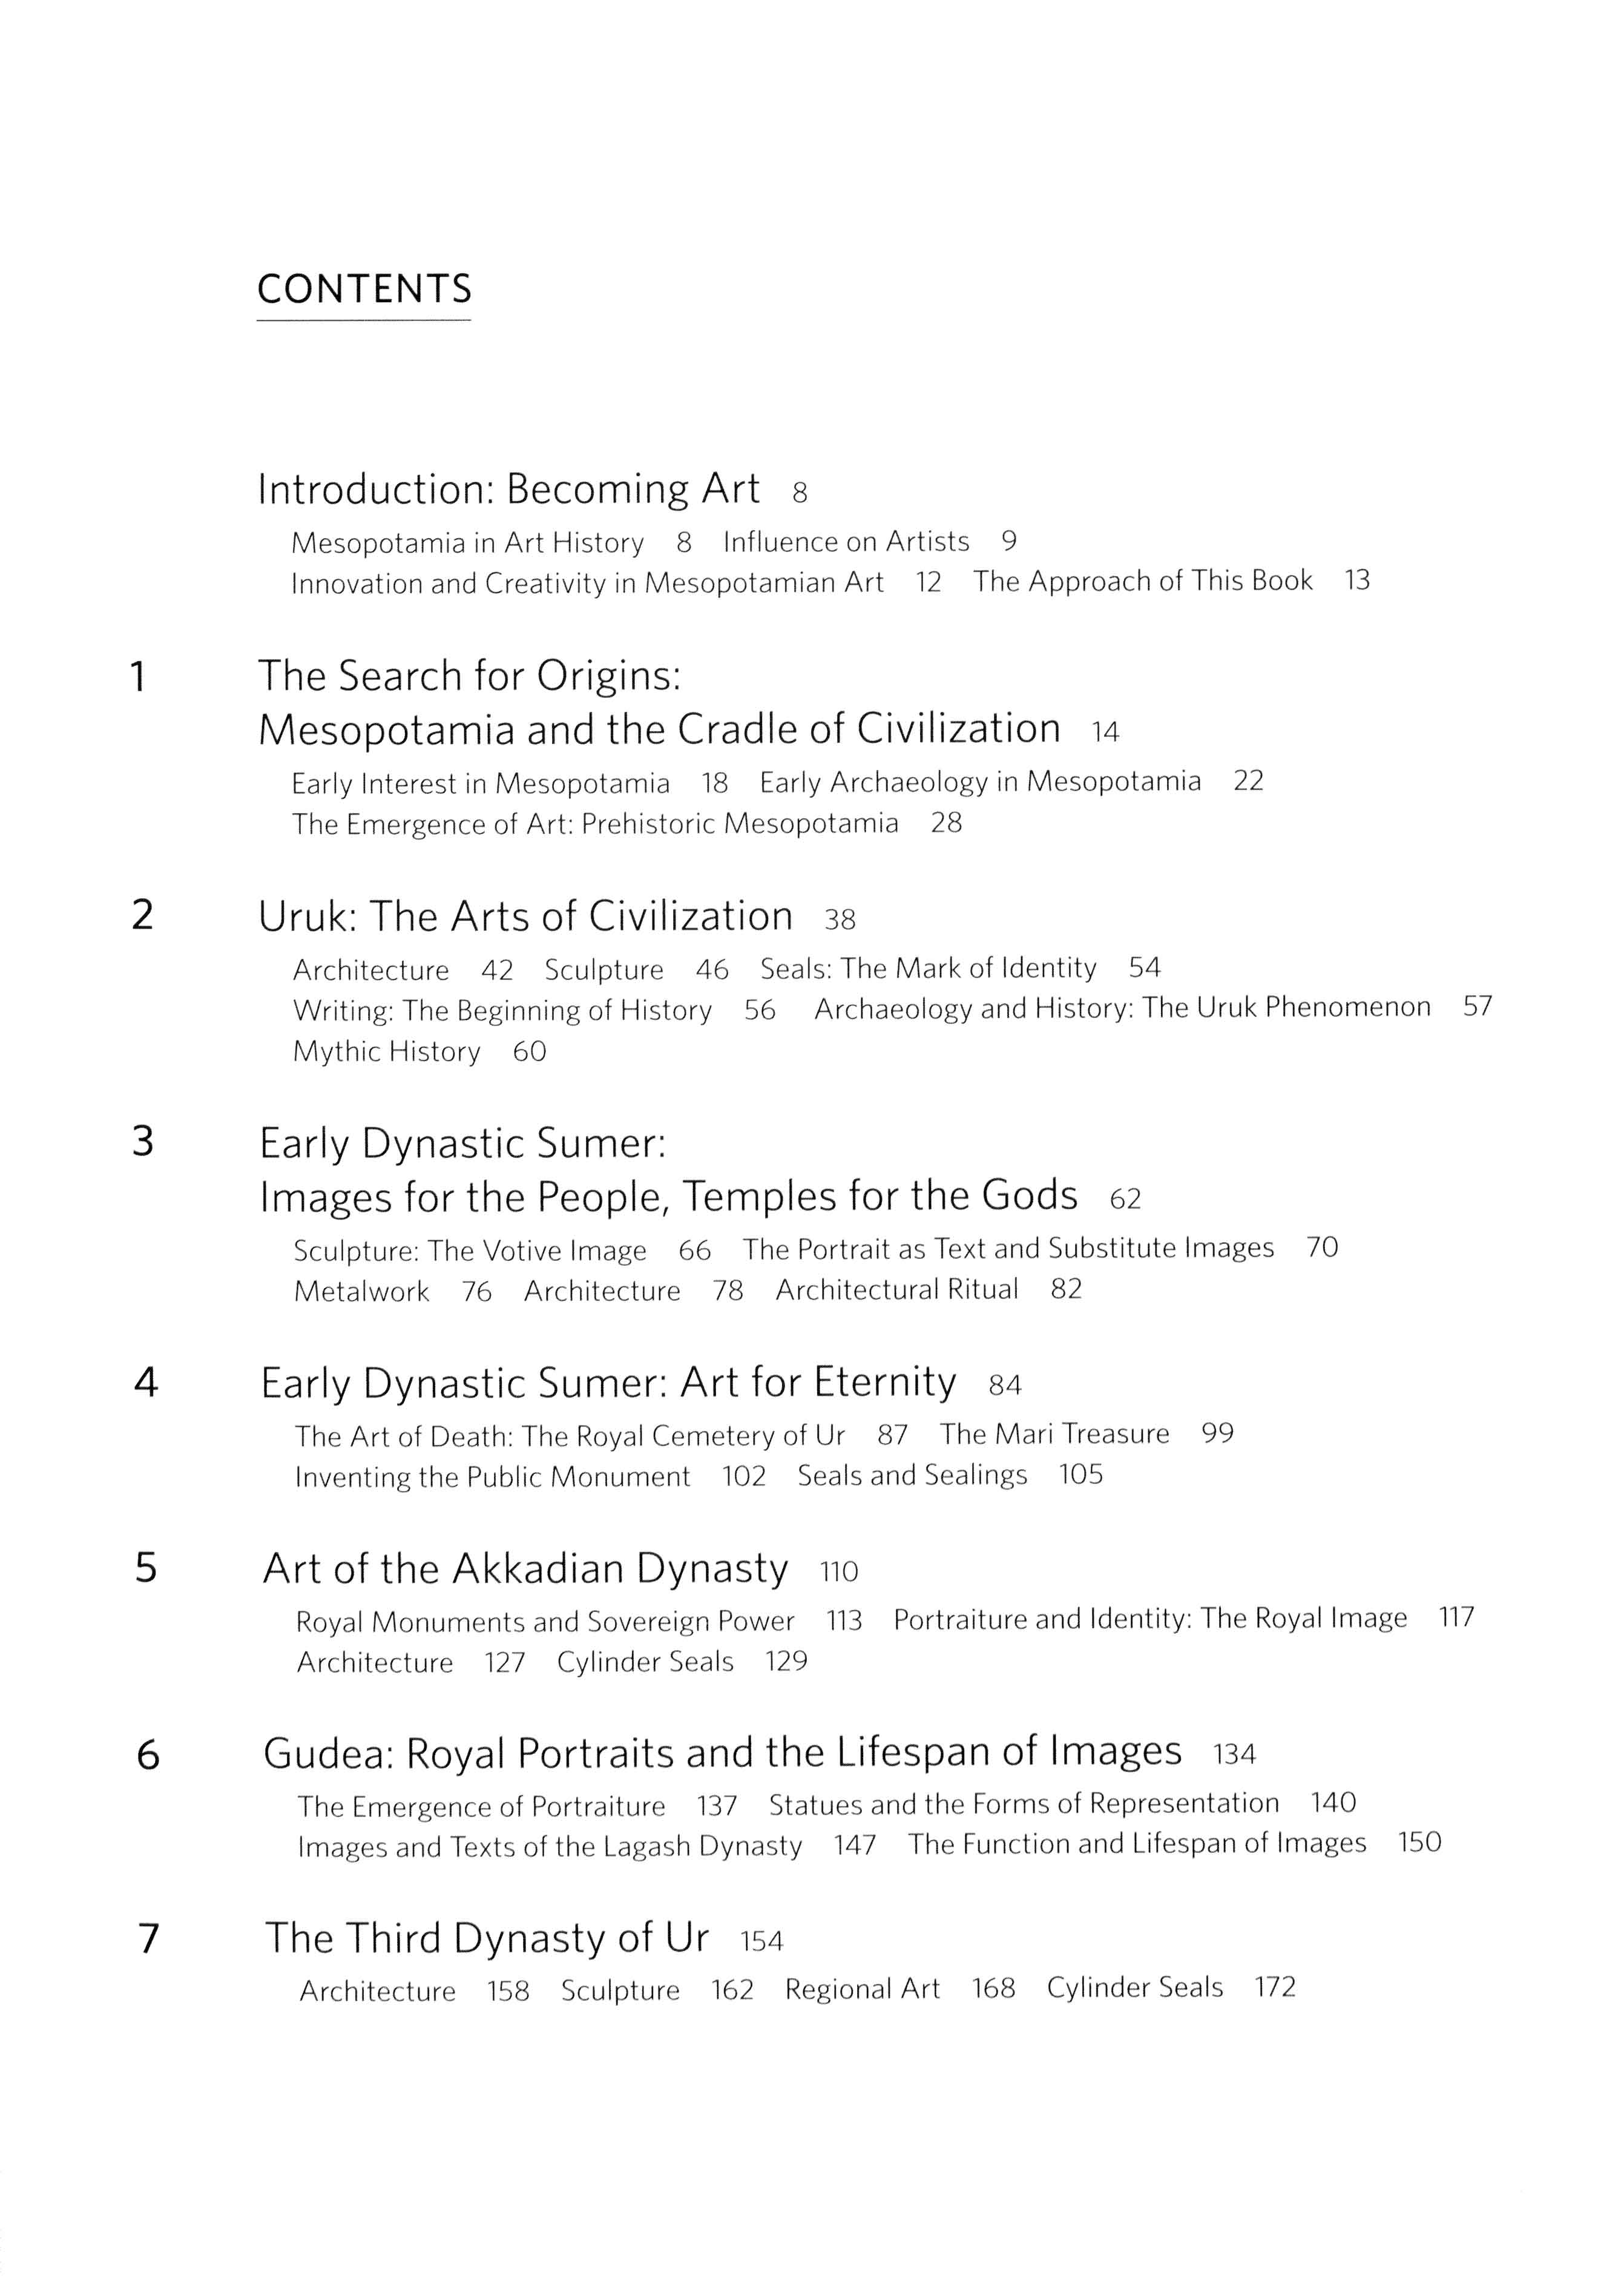 CONTENTS
Introduction: Becoming Art 8
Mesopotamia in Art History 8 Influence on Artists 9
Innovation and Creativity in Mesopotamian Art 12 The Approach of This Book 13
1 The Search for Origins:
Mesopotamia and the Cradle of Civilization 14
Early Interest in Mesopotamia 18 Early Archaeology in Mesopotamia 22
The Emergence of Art: Prehistoric Mesopotamia 28
2 Uruk: The Arts of Civilization 38
Architecture 42 Sculpture 46 Seals: The Mark of Identity 54
Writing: The Beginning of History 56 Archaeology and History: The Uruk Phenomenon 57
Mythic History 60
3 Early Dynastic Sumer:
Images for the People, Temples for the Gods 62
Sculpture: The Votive Image 66 The Portrait as Text and Substitute Images 70
Metalwork 76 Architecture 78 Architectural Ritual 82
4 Early Dynastic Sumer: Art for Eternity 84
The Art of Death: The Royal Cemetery of Ur 87 The Mari Treasure 99
Inventing the Public Monument 102 Seals and Sealings 105
5 Art of the Akkadian Dynasty 110
Royal Monuments and Sovereign Power 113 Portraiture and Identity: The Royal Image 117
Architecture 127 Cylinder Seals 129
6 Gudea: Royal Portraits and the Lifespan of Images 134
The Emergence of Portraiture 137 Statues and the Forms of Representation 140
Images and Texts of the Lagash Dynasty 147 The Function and Lifespan of Images 150
7 The Third Dynasty of Ur 154
Architecture 158 Sculpture 162 Regional Art 168 Cylinder Seals 172